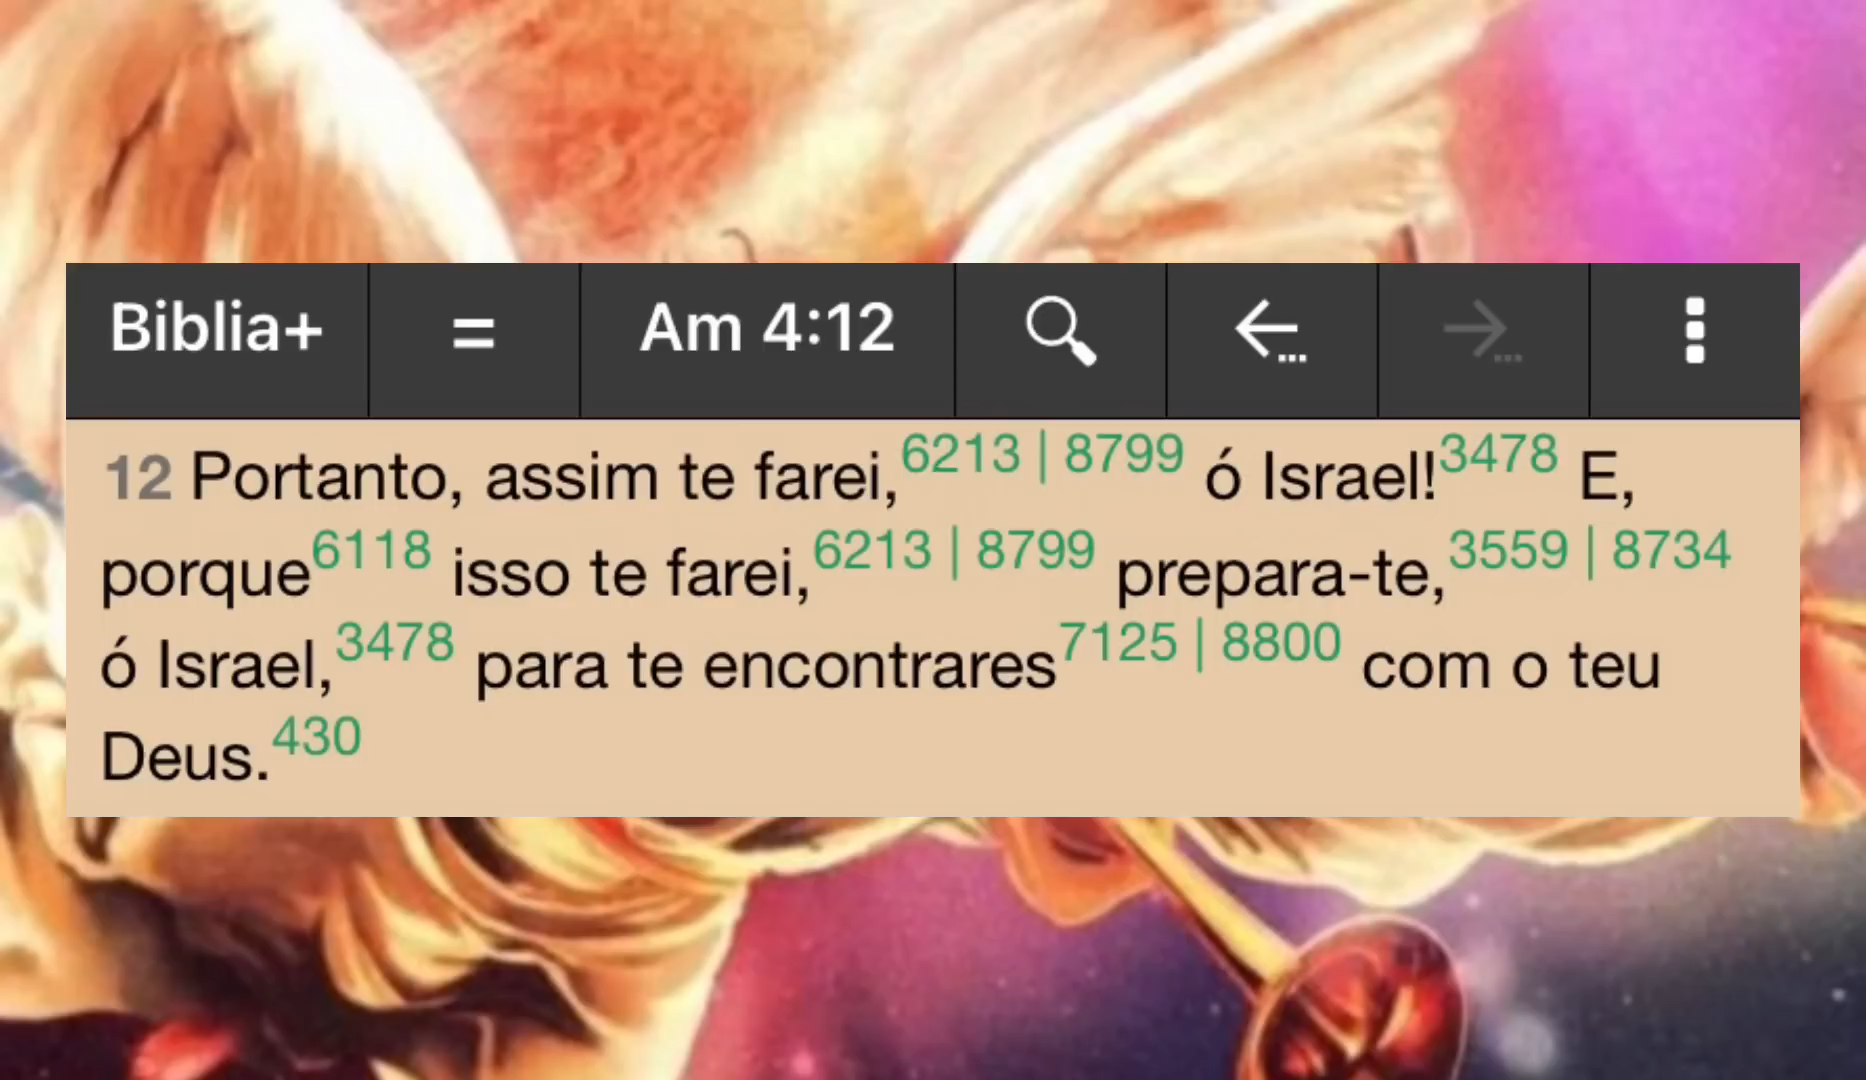 Biblia+ = Am 4:12
12 Portanto, assim te farei,6213 | 8799 ó Israel!3478 E,
porque6118 isso te farei,6213 | 8799 prepara-te,3559 | 8734
ó Israel,3478 para te encontrares7125 | 8800 com o teu
Deus.430